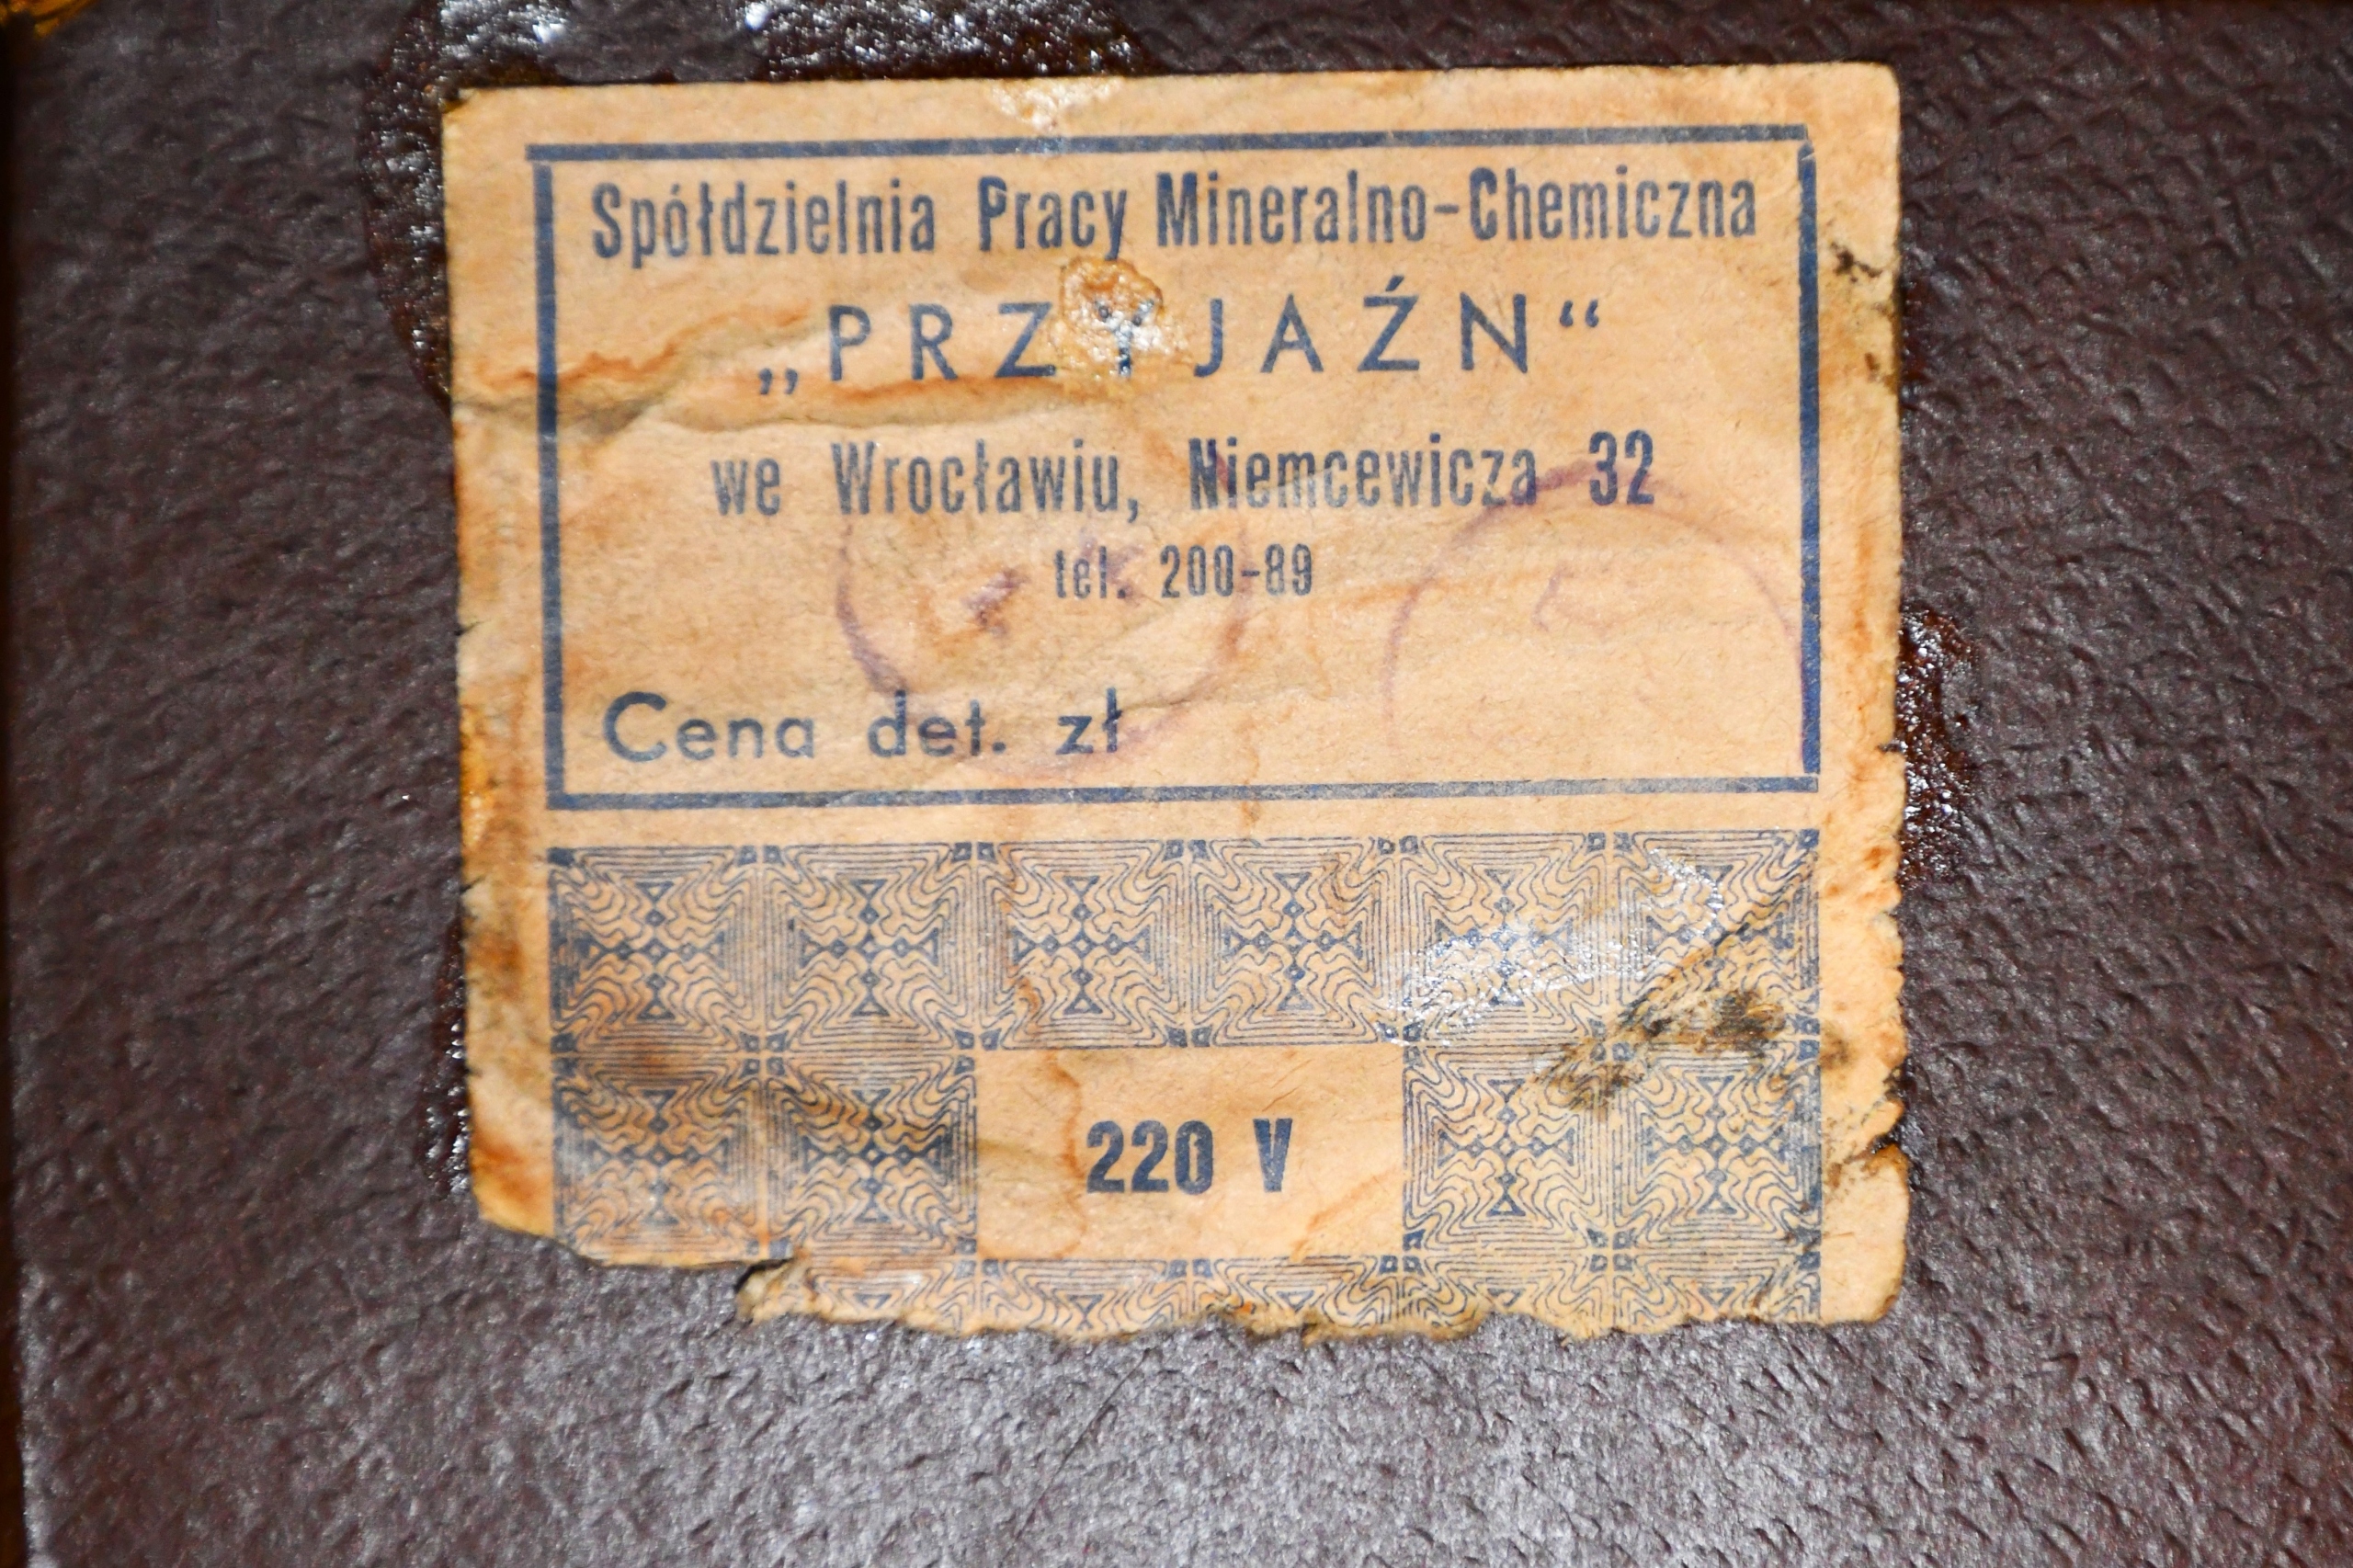 Spółdzielnia Pracy Mineralno-Chemiczna
„PRZYJAŹN“
we Wrocławiu, Niemcewicza 32
tel. 200-89
Cena det. zł
220 V